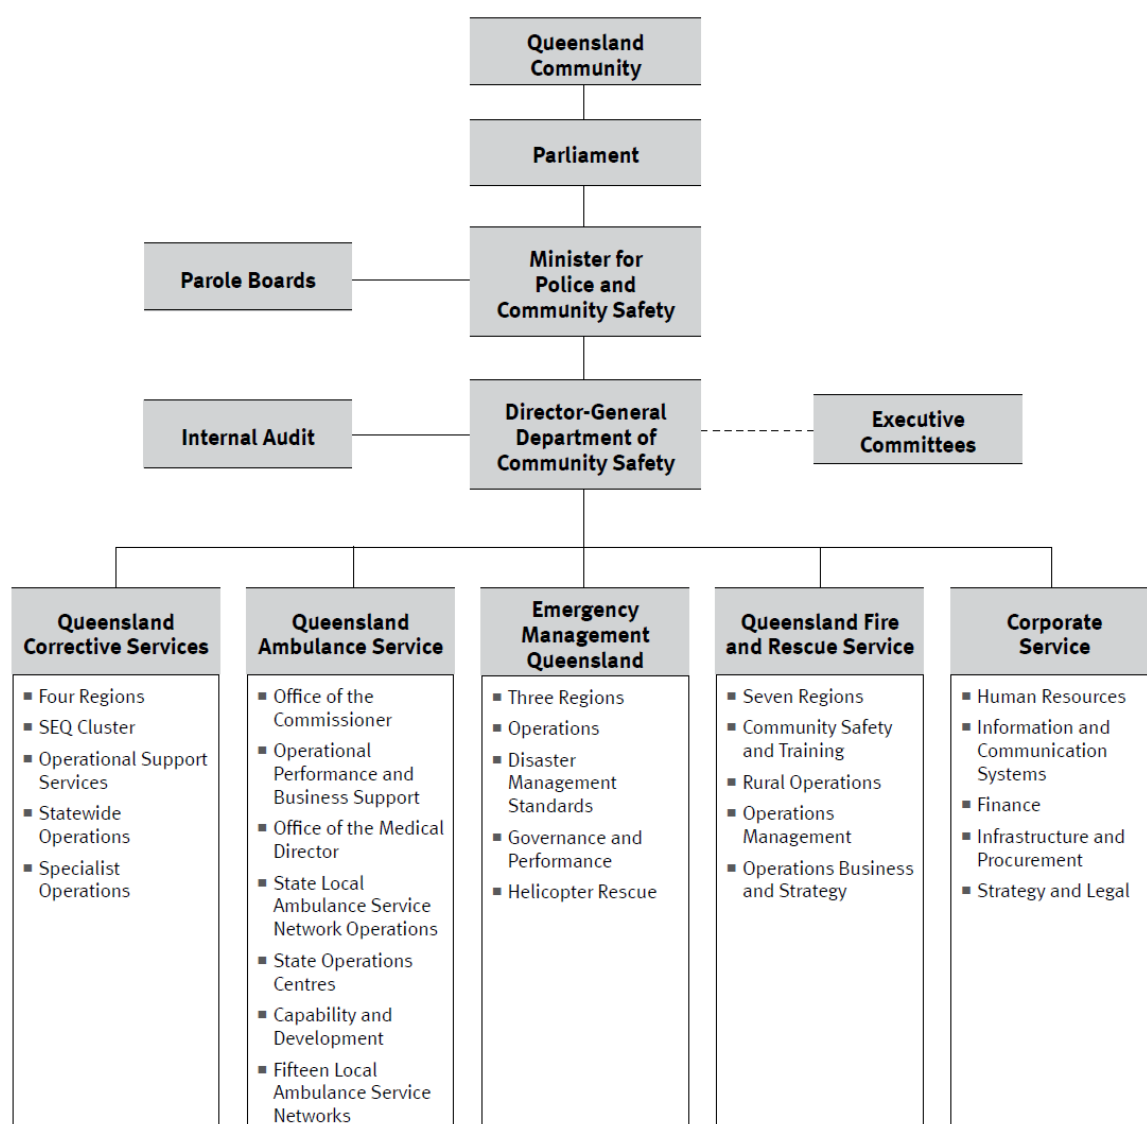 Queensland
Community
Parliament
Minister for
Police and
Community Safety
Parole Boards
Director-General
Department of
Community Safety
Internal Audit
Executive
Committees
Queensland
Corrective Services
■ Four Regions
■ SEQ Cluster
■ Operational Support
Services
■ Statewide
Operations
■ Specialist
Operations
Queensland
Ambulance Service
■ Office of the
Commissioner
■ Operational
Performance and
Business Support
■ Office of the Medical
Director
■ State Local
Ambulance Service
Network Operations
■ State Operations
Centres
■ Capability and
Development
■ Fifteen Local
Ambulance Service
Networks
Emergency
Management
Queensland
■ Three Regions
■ Operations
■ Disaster
Management
Standards
■ Governance and
Performance
■ Helicopter Rescue
Queensland Fire
and Rescue Service
■ Seven Regions
■ Community Safety
and Training
■ Rural Operations
■ Operations
Management
■ Operations Business
and Strategy
Corporate
Service
■ Human Resources
■ Information and
Communication
Systems
■ Finance
■ Infrastructure and
Procurement
■ Strategy and Legal